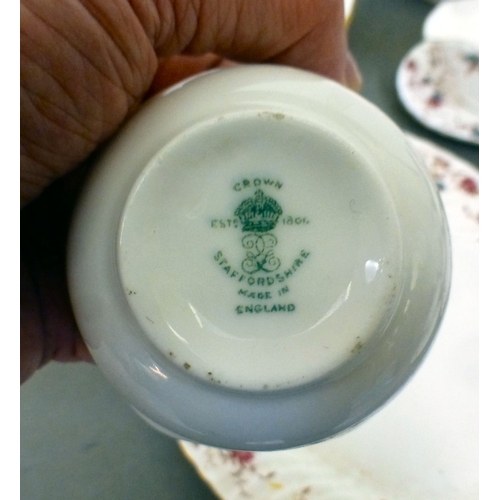 CROWN
ESTD 1801
STAFFORDSHIRE
MADE IN
ENGLAND